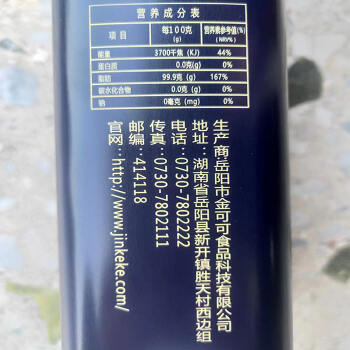 营养成分表
项目 每100克(g) 营养素参考值(%)(NRV%)
能量 3700千焦(KJ) 44%
蛋白质 0.0克(g) 0%
脂肪 99.9克(g) 167%
碳水化合物 0.0克(g) 0%
钠 0毫克(mg) 0%
生产商:岳阳市金可可食品科技有限公司
地址:湖南省岳阳县新开镇胜天村西边组
电话:0730-7802222
传真:0730-7802111
邮编:414118
官网:http://www.jinkeke.com/